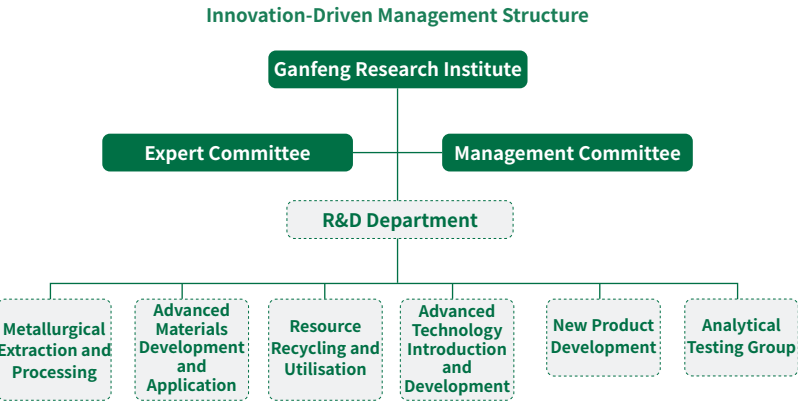 Innovation-Driven Management Structure
Ganfeng Research Institute
Expert Committee
Management Committee
R&D Department
Metallurgical
Extraction and
Processing
Advanced
Materials
Development
and
Application
Resource
Recycling and
Utilisation
Advanced
Technology
Introduction
and
Development
New Product
Development
Analytical
Testing Group